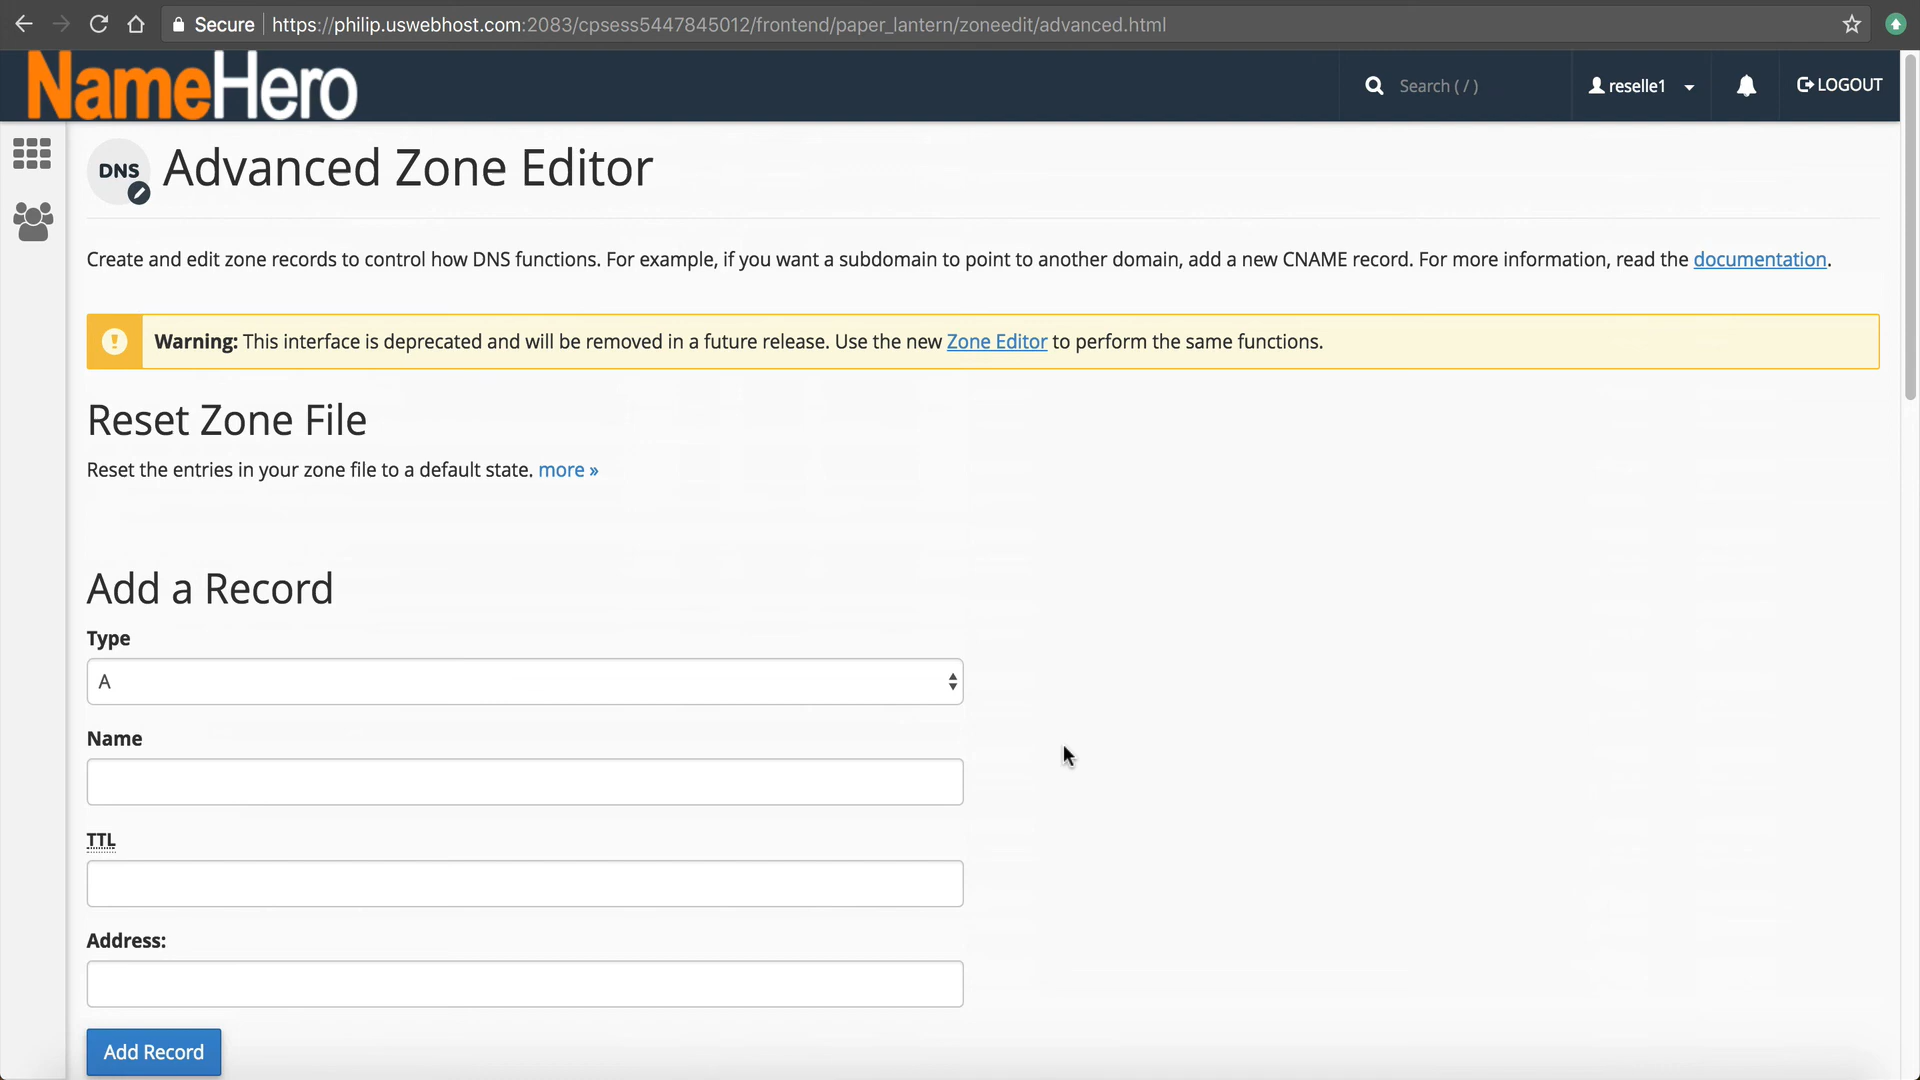 Secure https://philip.uswebhost.com:2083/cpsess5447845012/frontend/paper_lantern/zoneedit/advanced.html
NameHero
Search ( / )
reselle1
LOGOUT
DNS
Advanced Zone Editor
Create and edit zone records to control how DNS functions. For example, if you want a subdomain to point to another domain, add a new CNAME record. For more information, read the documentation.
Warning: This interface is deprecated and will be removed in a future release. Use the new Zone Editor to perform the same functions.
Reset Zone File
Reset the entries in your zone file to a default state. more »
Add a Record
Type
A
Name
TTL
Address:
Add Record